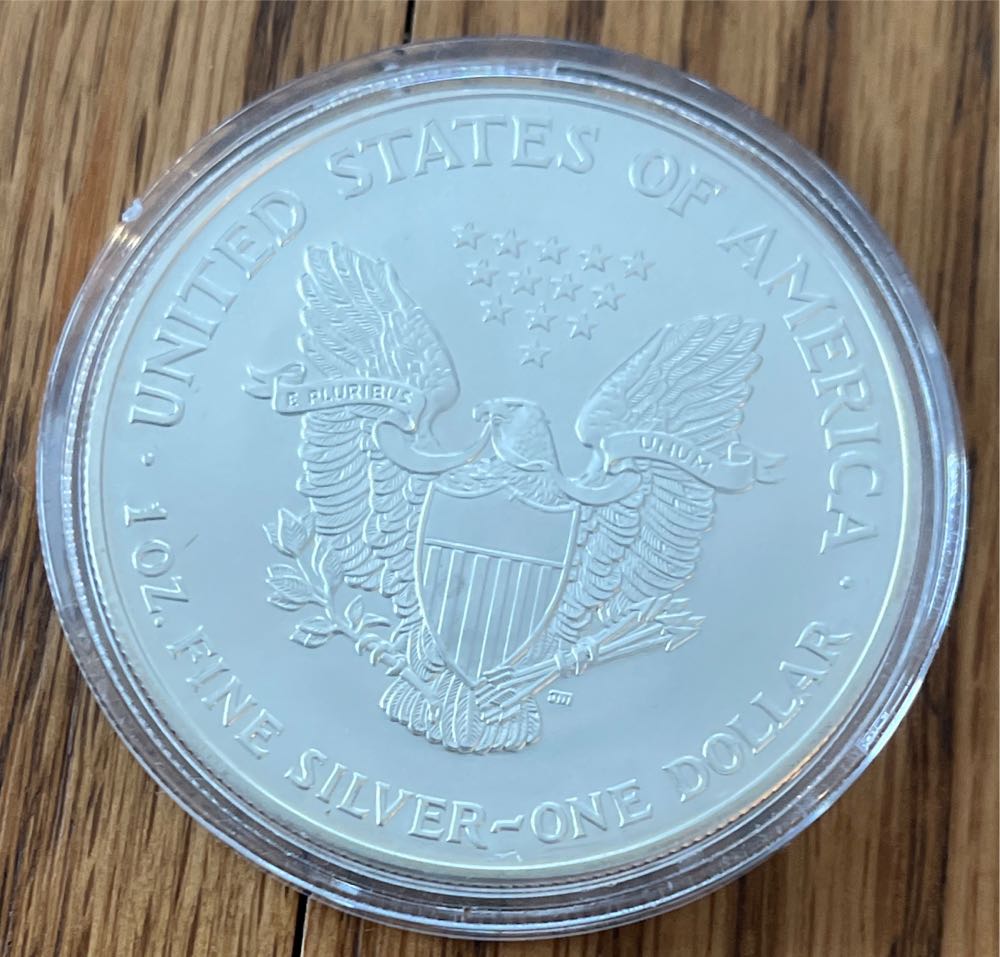 UNITED STATES OF AMERICA
E PLURIBUS
UNUM
1 OZ. FINE SILVER~ONE DOLLAR